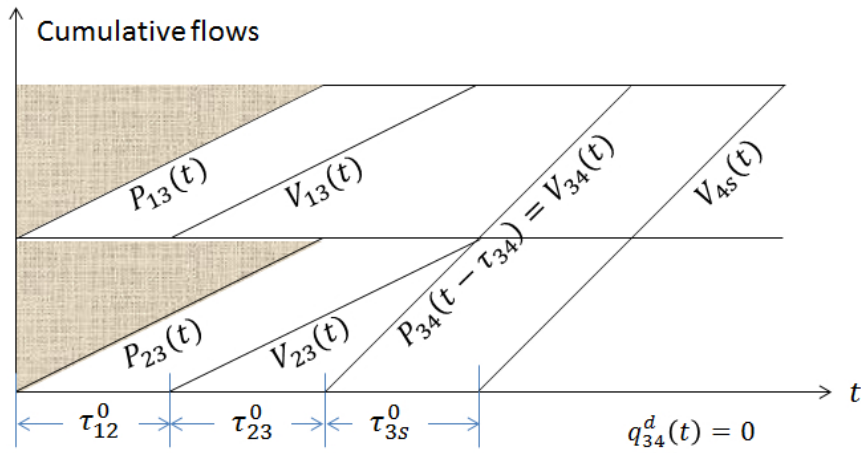 Cumulative flows
P₁₃(t)
V₁₃(t)
P₃₄(t − τ₃₄) = V₃₄(t)
V₄ₛ(t)
P₂₃(t)
V₂₃(t)
t
τ⁰₁₂ τ⁰₂₃ τ⁰₃ₛ qᵈ₃₄(t) = 0